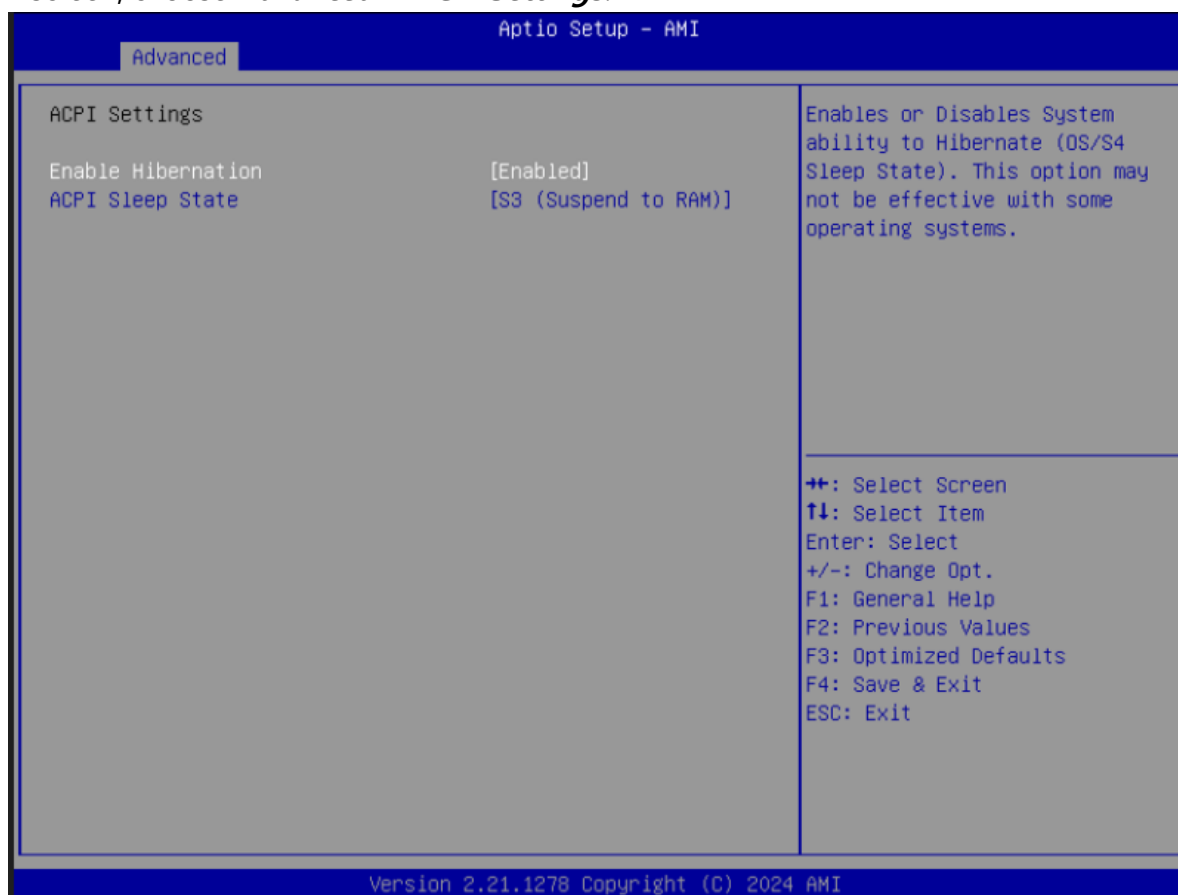 Aptio Setup - AMI
Advanced
ACPI Settings
Enable Hibernation [Enabled]
ACPI Sleep State [S3 (Suspend to RAM)]
Enables or Disables System
ability to Hibernate (OS/S4
Sleep State). This option may
not be effective with some
operating systems.
→←: Select Screen
↑↓: Select Item
Enter: Select
+/-: Change Opt.
F1: General Help
F2: Previous Values
F3: Optimized Defaults
F4: Save & Exit
ESC: Exit
Version 2.21.1278 Copyright (C) 2024 AMI